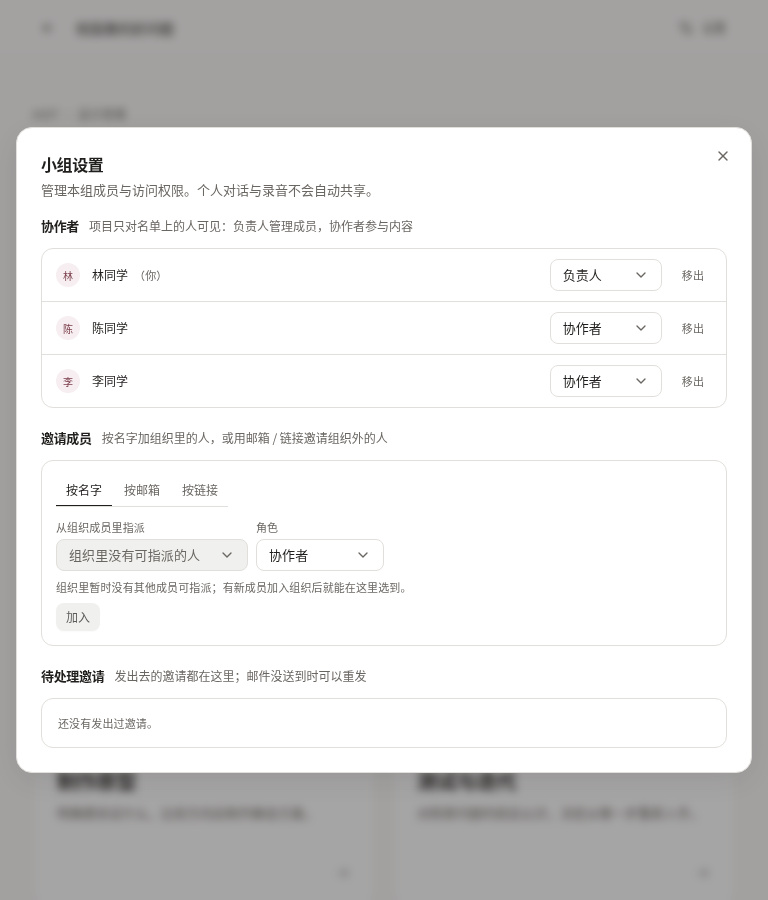 小组设置
管理本组成员与访问权限。个人对话与录音不会自动共享。
协作者 项目只对名单上的人可见：负责人管理成员，协作者参与内容
林 林同学 （你） 负责人 移出
陈 陈同学 协作者 移出
李 李同学 协作者 移出
邀请成员 按名字加组织里的人，或用邮箱 / 链接邀请组织外的人
按名字 按邮箱 按链接
从组织成员里指派 角色
组织里没有可指派的人 协作者
组织里暂时没有其他成员可指派；有新成员加入组织后就能在这里选到。
加入
待处理邀请 发出去的邀请都在这里；邮件没送到时可以重发
还没有发出过邀请。